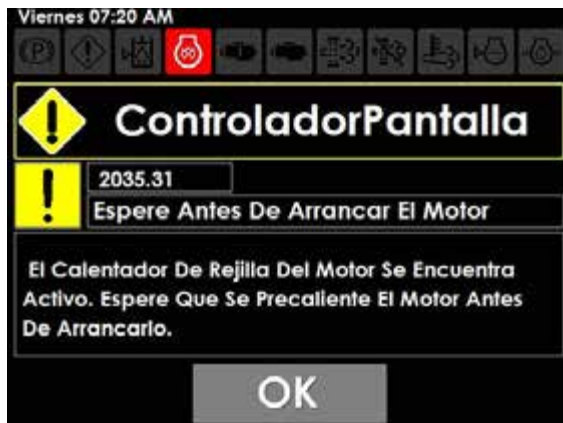 Viernes 07:20 AM
(P)
ControladorPantalla
2035.31
Espere Antes De Arrancar El Motor
El Calentador De Rejilla Del Motor Se Encuentra
Activo. Espere Que Se Precaliente El Motor Antes
De Arrancarlo.
OK